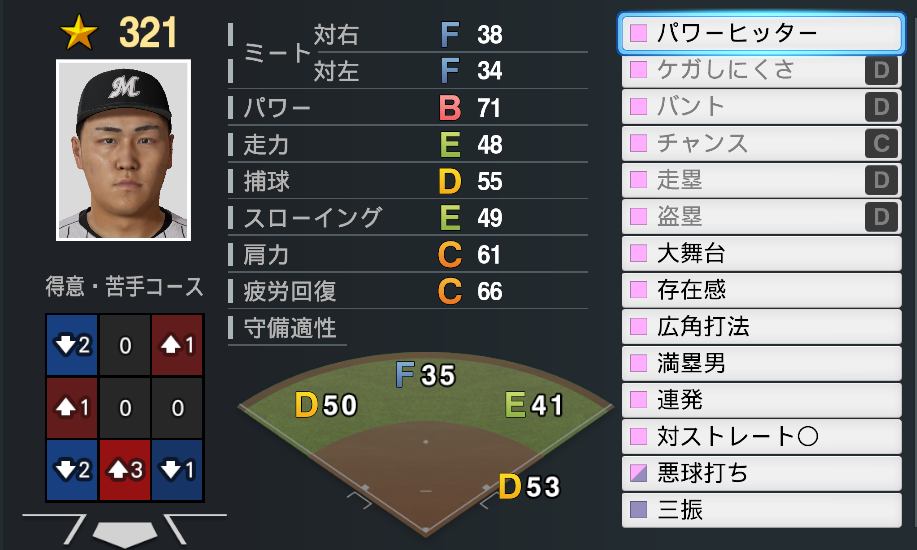 321
M
ミート
対右 F 38
対左 F 34
パワー B 71
走力 E 48
捕球 D 55
スローイング E 49
肩力 C 61
疲労回復 C 66
守備適性
F35
D50
E41
D53
得意・苦手コース
2 0 1
1 0 0
2 3 1
パワーヒッター
ケガしにくさ D
バント D
チャンス C
走塁 D
盗塁 D
大舞台
存在感
広角打法
満塁男
連発
対ストレート〇
悪球打ち
三振